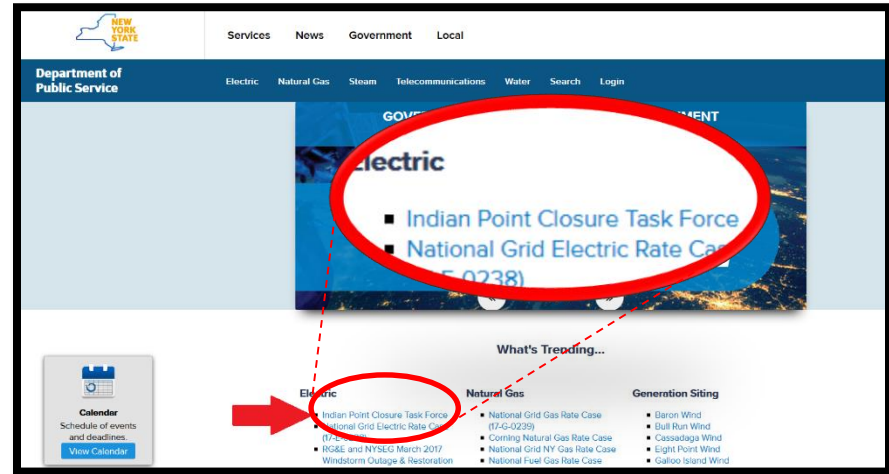 NEW
YORK
STATE
Services News Government Local
Department of
Public Service
Electric Natural Gas Steam Telecommunications Water Search Login
Electric
Indian Point Closure Task Force
National Grid Electric Rate
What's Trending...
Calendar
Schedule of events
and deadlines.
View Calendar
Electric
Indian Point Closure Task Force
National Grid Electric Rate Case
RG&E and NYSEG March 2017
Windstorm Outage & Restoration
Natural Gas
National Grid Gas Rate Case
(17-G-0239)
Corning Natural Gas Rate Case
National Grid NY Gas Rate Case
National Fuel Gas Rate Case
Generation Siting
Baron Wind
Bull Run Wind
Cassadaga Wind
Eight Point Wind
Galloo Island Wind